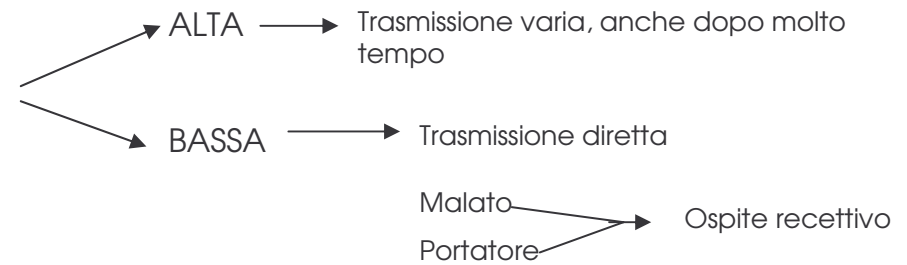 ALTA
Trasmissione varia, anche dopo molto
tempo
BASSA
Trasmissione diretta
Malato
Portatore
Ospite recettivo